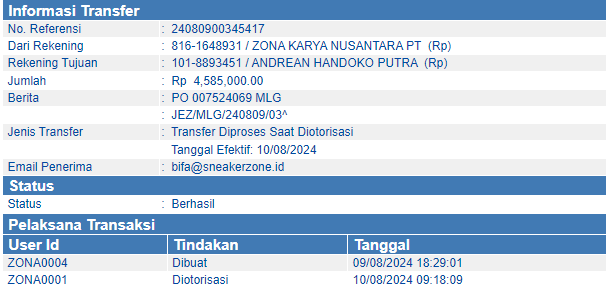 Informasi Transfer
No. Referensi : 24080900345417
Dari Rekening : 816-1648931 / ZONA KARYA NUSANTARA PT (Rp)
Rekening Tujuan : 101-8893451 / ANDREAN HANDOKO PUTRA (Rp)
Jumlah : Rp 4,585,000.00
Berita : PO 007524069 MLG
: JEZ/MLG/240809/03^
Jenis Transfer : Transfer Diproses Saat Diotorisasi
Tanggal Efektif: 10/08/2024
Email Penerima : bifa@sneakerzone.id
Status
Status : Berhasil
Pelaksana Transaksi
User Id Tindakan Tanggal
ZONA0004 Dibuat 09/08/2024 18:29:01
ZONA0001 Diotorisasi 10/08/2024 09:18:09